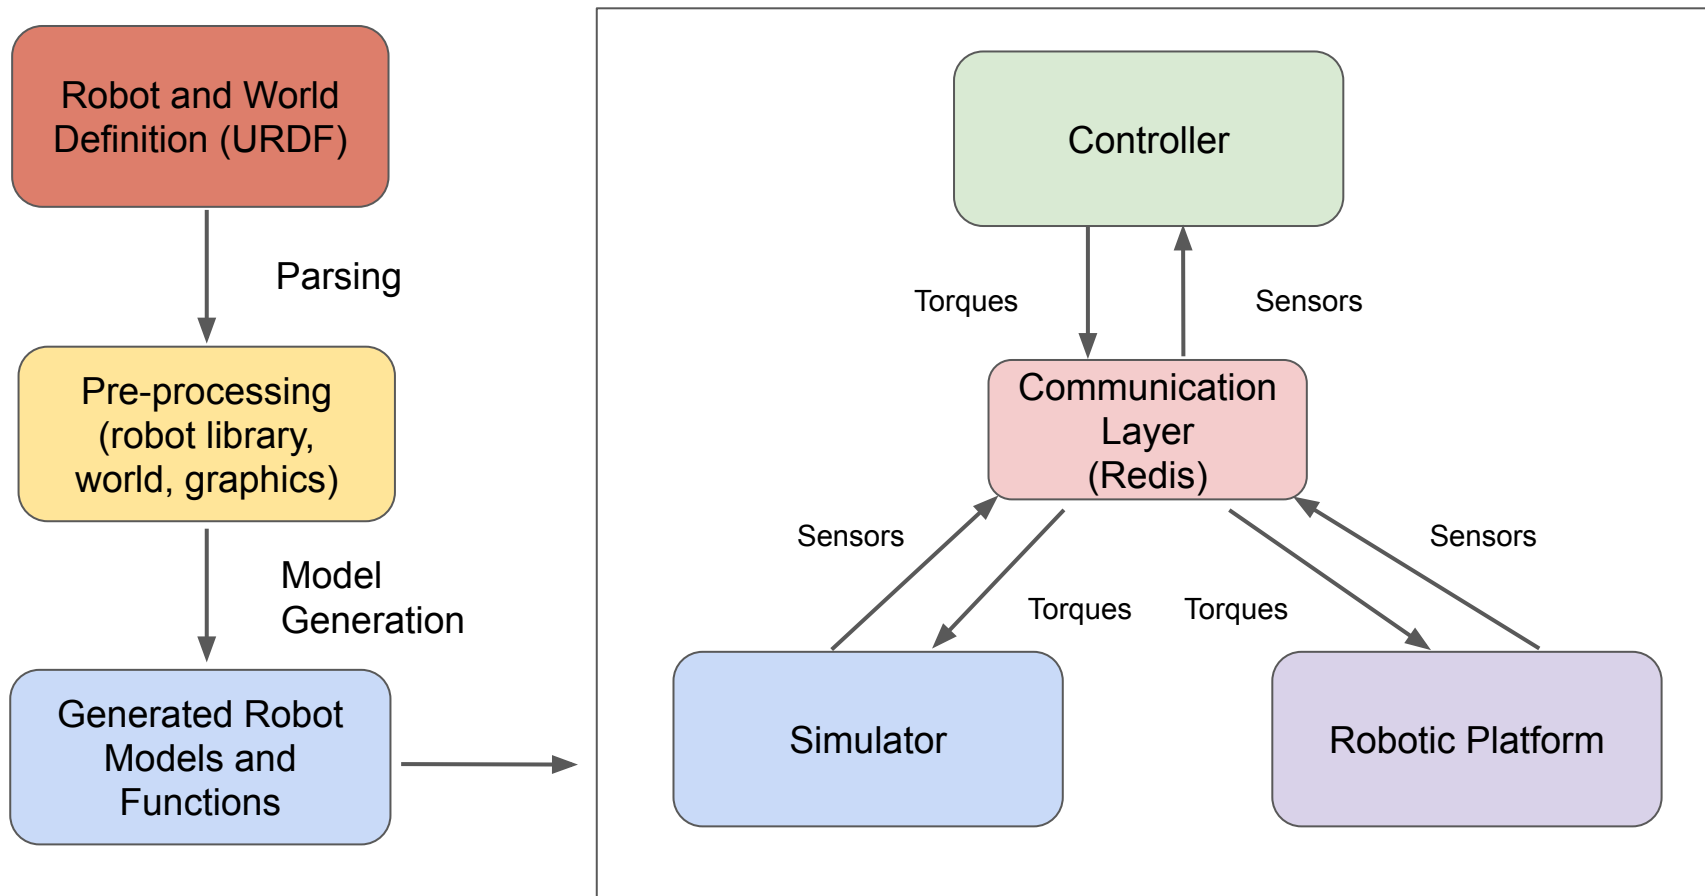 Robot and World
Definition (URDF)
Parsing
Pre-processing
(robot library,
world, graphics)
Model
Generation
Generated Robot
Models and
Functions
Controller
Torques
Sensors
Communication
Layer
(Redis)
Sensors
Torques
Torques
Sensors
Simulator
Robotic Platform